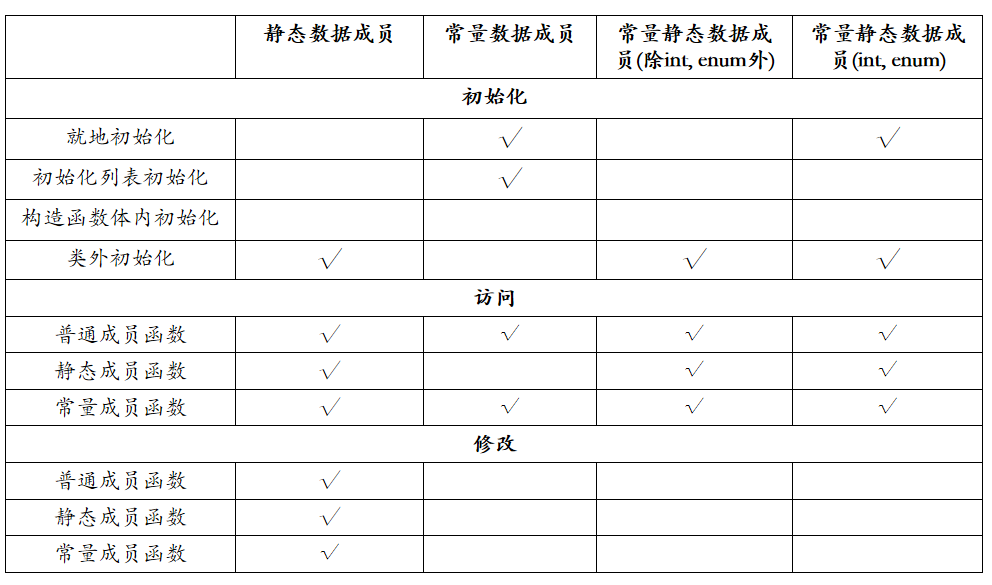 静态数据成员 常量数据成员 常量静态数据成 常量静态数据成
员(除int, enum外) 员(int, enum)
初始化
就地初始化 √ √
初始化列表初始化 √
构造函数体内初始化
类外初始化 √ √ √
访问
普通成员函数 √ √ √ √
静态成员函数 √ √ √
常量成员函数 √ √ √ √
修改
普通成员函数 √
静态成员函数 √
常量成员函数 √